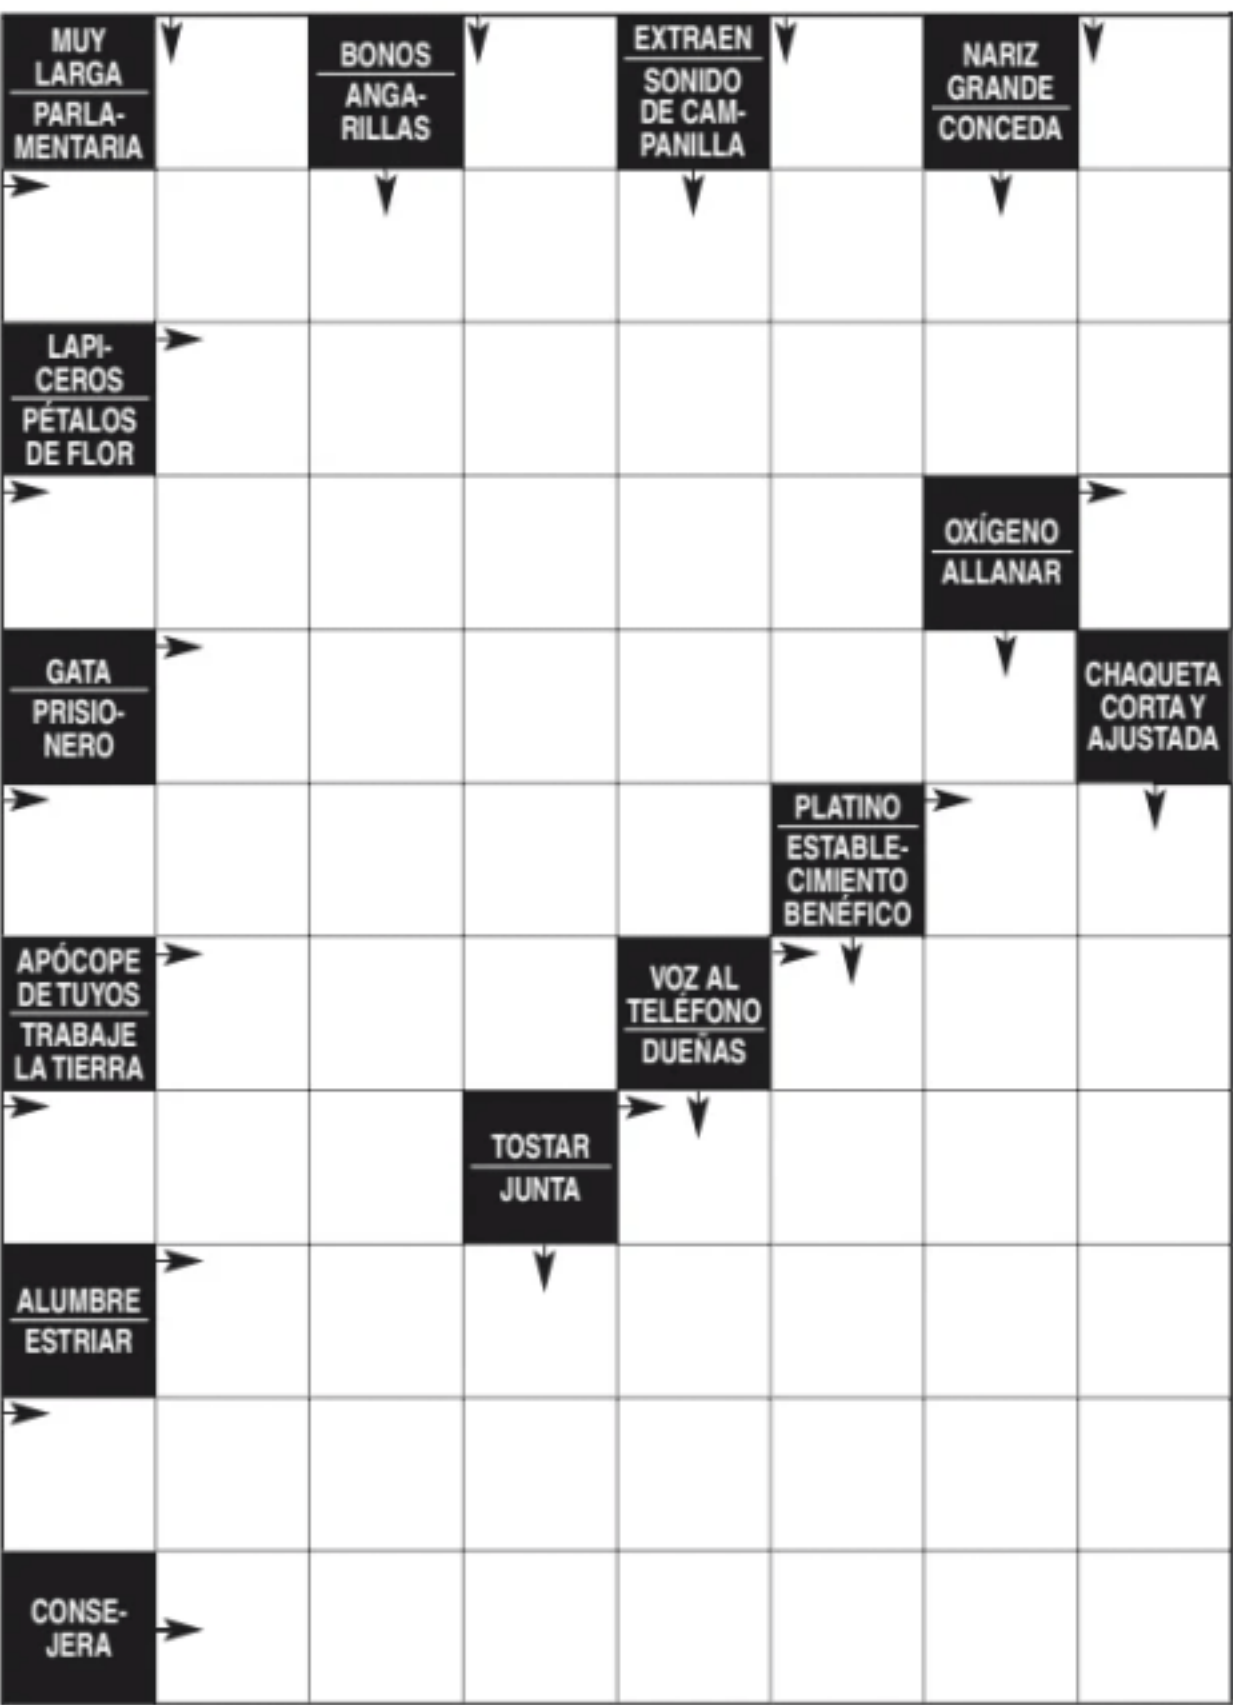 MUY
LARGA
PARLA-
MENTARIA
BONOS
ANGA-
RILLAS
EXTRAEN
SONIDO
DE CAM-
PANILLA
NARIZ
GRANDE
CONCEDA
LAPI-
CEROS
PÉTALOS
DE FLOR
OXÍGENO
ALLANAR
GATA
PRISIO-
NERO
CHAQUETA
CORTA Y
AJUSTADA
PLATINO
ESTABLE-
CIMIENTO
BENÉFICO
APÓCOPE
DE TUYOS
TRABAJE
LA TIERRA
VOZ AL
TELÉFONO
DUEÑAS
TOSTAR
JUNTA
ALUMBRE
ESTRIAR
CONSE-
JERA